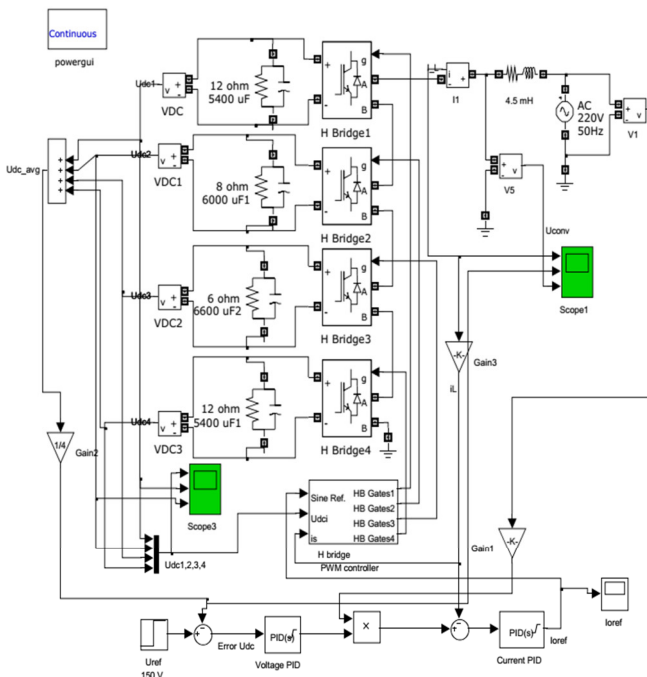 Continuous
powergui
Udc1
+
v
-
VDC
12 ohm
5400 uF
+
-
g
A
B
H Bridge1
i
+
-
I1
4.5 mH
AC
220V
50Hz
+
-
v
V1
Udc_avg
+
+
+
+
Udc2
+
v
-
VDC1
8 ohm
6000 uF1
+
-
g
A
B
H Bridge2
+
-
v
V5
Uconv
Scope1
Udc3
+
v
-
VDC2
6 ohm
6600 uF2
+
-
g
A
B
H Bridge3
-K-
Gain3
iL
Udc4
+
v
-
VDC3
12 ohm
5400 uF1
+
-
g
A
B
H Bridge4
1/4
Gain2
Scope3
Sine Ref.
Udci
is
HB Gates1
HB Gates2
HB Gates3
HB Gates4
H bridge
PWM controller
Udc1,2,3,4
-K-
Gain1
Uref
150 V
+
-
Error Udc
PID(s)
Voltage PID
X
+
-
PID(s)
Current PID
Ioref
Ioref